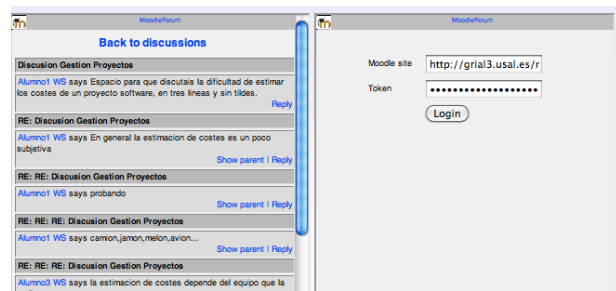 MoodleForum
Back to discussions
Discusion Gestion Proyectos
Alumno1 WS says Espacio para que discutais la dificultad de estimar
los costes de un proyecto software, en tres lineas y sin tildes.
Reply
RE: Discusion Gestion Proyectos
Alumno1 WS says En general la estimacion de costes es un poco
subjetiva
Show parent | Reply
RE: RE: Discusion Gestion Proyectos
Alumno1 WS says probando
Show parent | Reply
RE: RE: RE: Discusion Gestion Proyectos
Alumno1 WS says camion,jamon,melon,avion...
Show parent | Reply
RE: RE: RE: Discusion Gestion Proyectos
Alumno3 WS says la estimacion de costes depende del equipo que la
MoodleForum
Moodle site http://grial3.usal.es/r
Token ••••••••••••••••••
Login